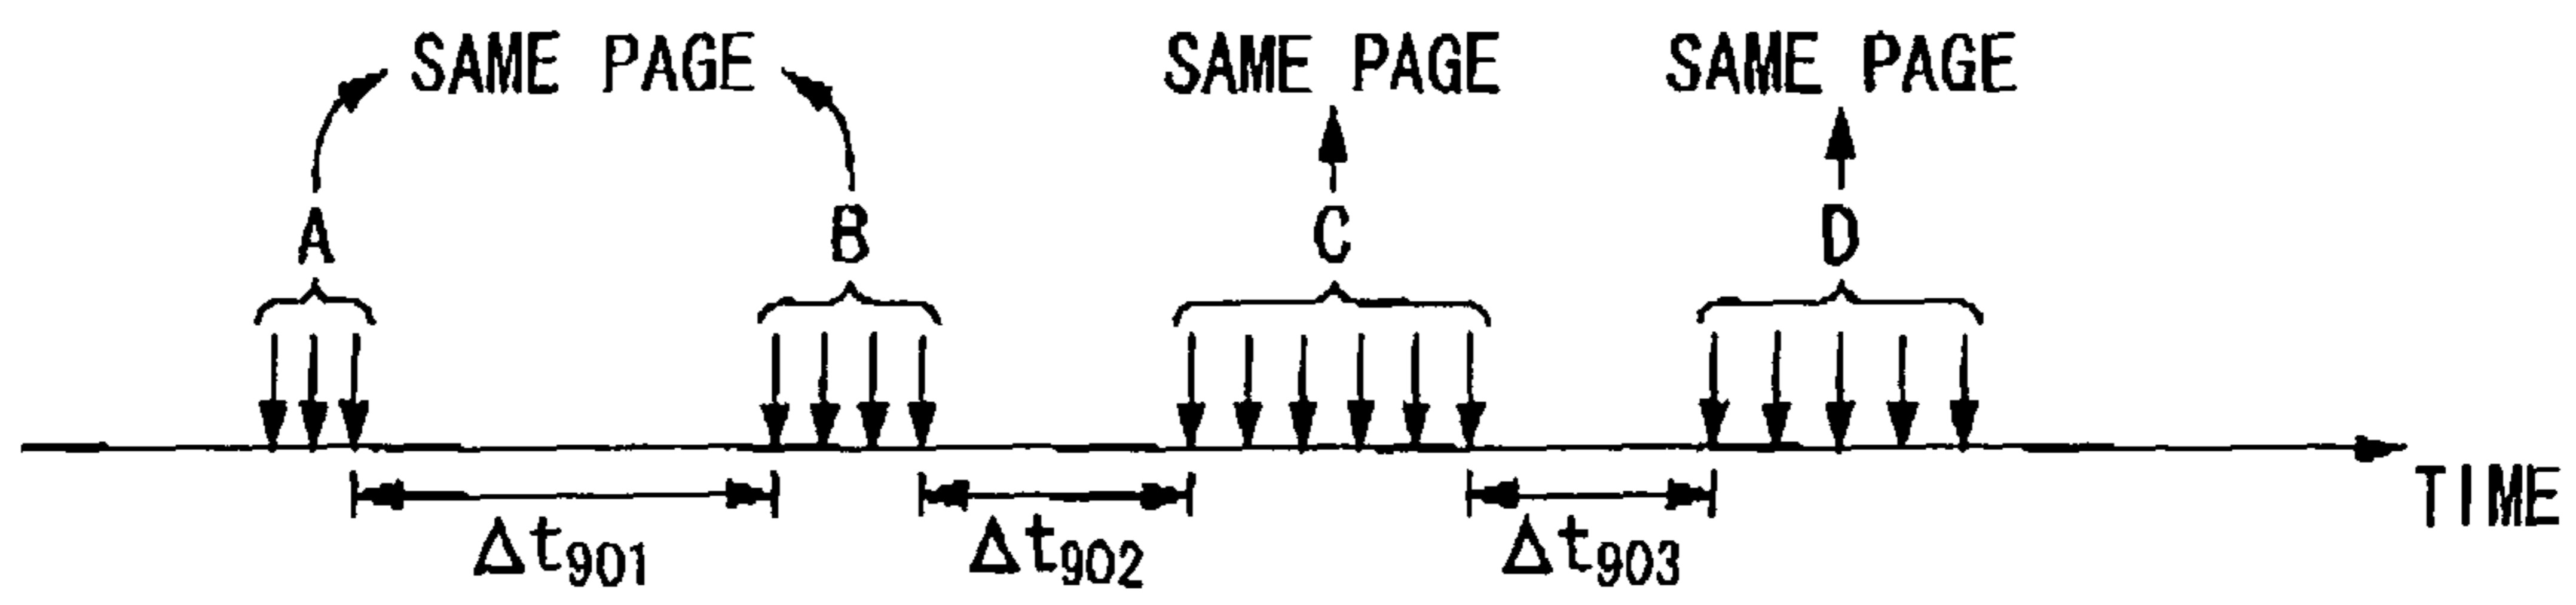 SAME PAGE SAME PAGE SAME PAGE
A B C D
TIME
Δt901 Δt902 Δt903